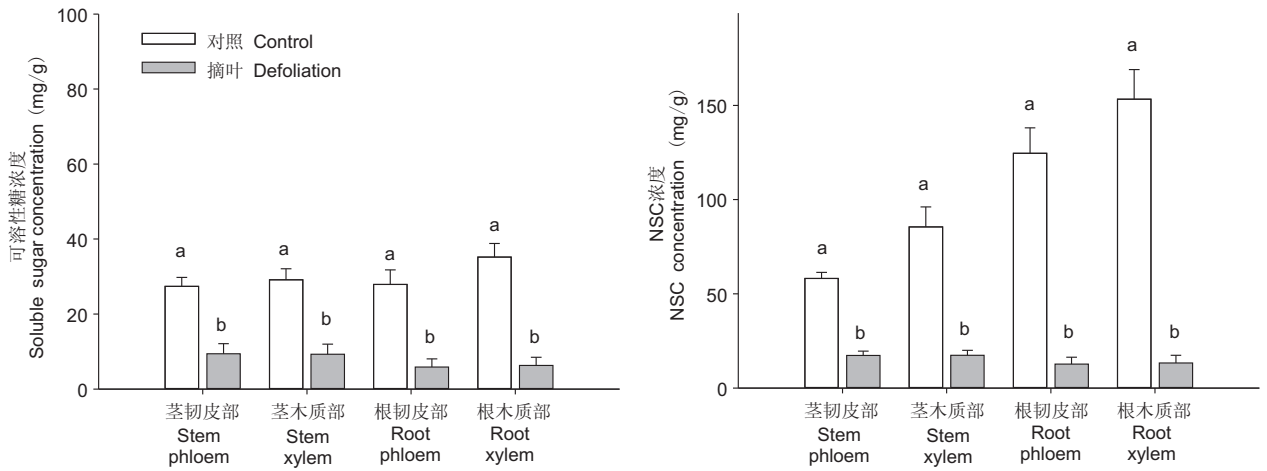 可溶性糖浓度
Soluble sugar concentration (mg/g)
100
80
60
40
20
0
对照 Control
摘叶 Defoliation
a
b
a
b
a
b
a
b
茎韧皮部
Stem
phloem
茎木质部
Stem
xylem
根韧皮部
Root
phloem
根木质部
Root
xylem
NSC浓度
NSC concentration (mg/g)
150
100
50
0
a
b
a
b
a
b
a
b
茎韧皮部
Stem
phloem
茎木质部
Stem
xylem
根韧皮部
Root
phloem
根木质部
Root
xylem